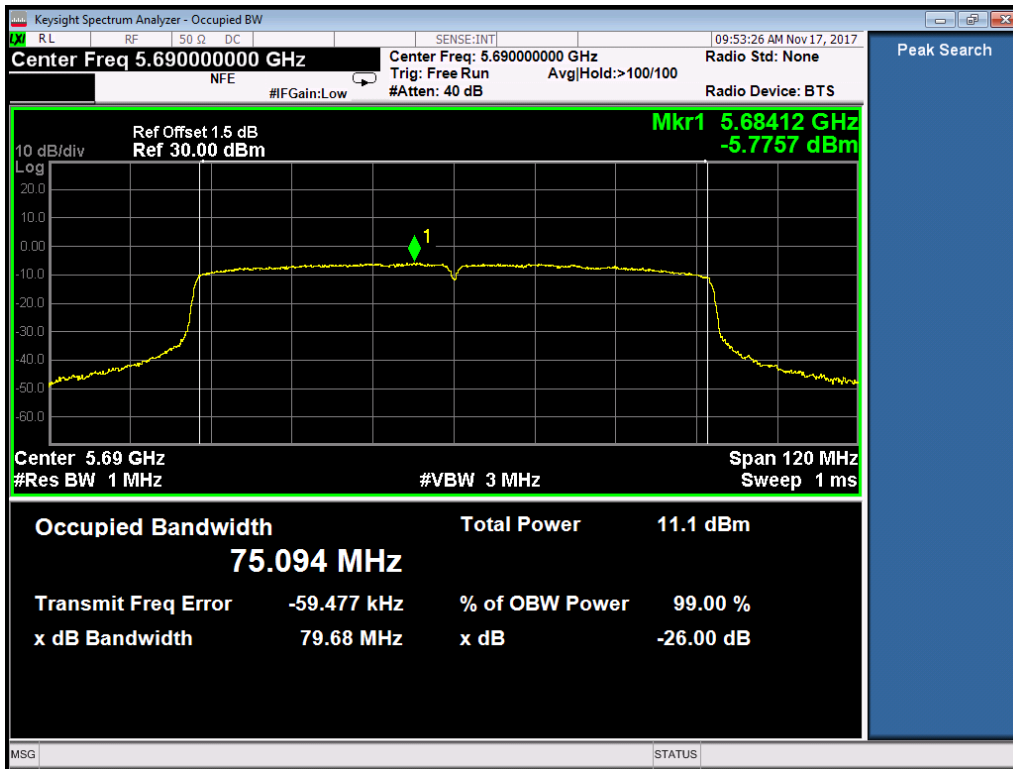 Keysight Spectrum Analyzer - Occupied BW
LXI RL RF 50 Ω DC SENSE:INT 09:53:26 AM Nov 17, 2017
Center Freq 5.690000000 GHz Center Freq: 5.690000000 GHz Radio Std: None
NFE Trig: Free Run Avg|Hold:>100/100
#IFGain:Low #Atten: 40 dB Radio Device: BTS
Peak Search
Ref Offset 1.5 dB Mkr1 5.68412 GHz
10 dB/div Ref 30.00 dBm -5.7757 dBm
Log
20.0
10.0
1
0.00
-10.0
-20.0
-30.0
-40.0
-50.0
-60.0
Center 5.69 GHz Span 120 MHz
#Res BW 1 MHz #VBW 3 MHz Sweep 1 ms
Occupied Bandwidth Total Power 11.1 dBm
75.094 MHz
Transmit Freq Error -59.477 kHz % of OBW Power 99.00 %
x dB Bandwidth 79.68 MHz x dB -26.00 dB
MSG STATUS